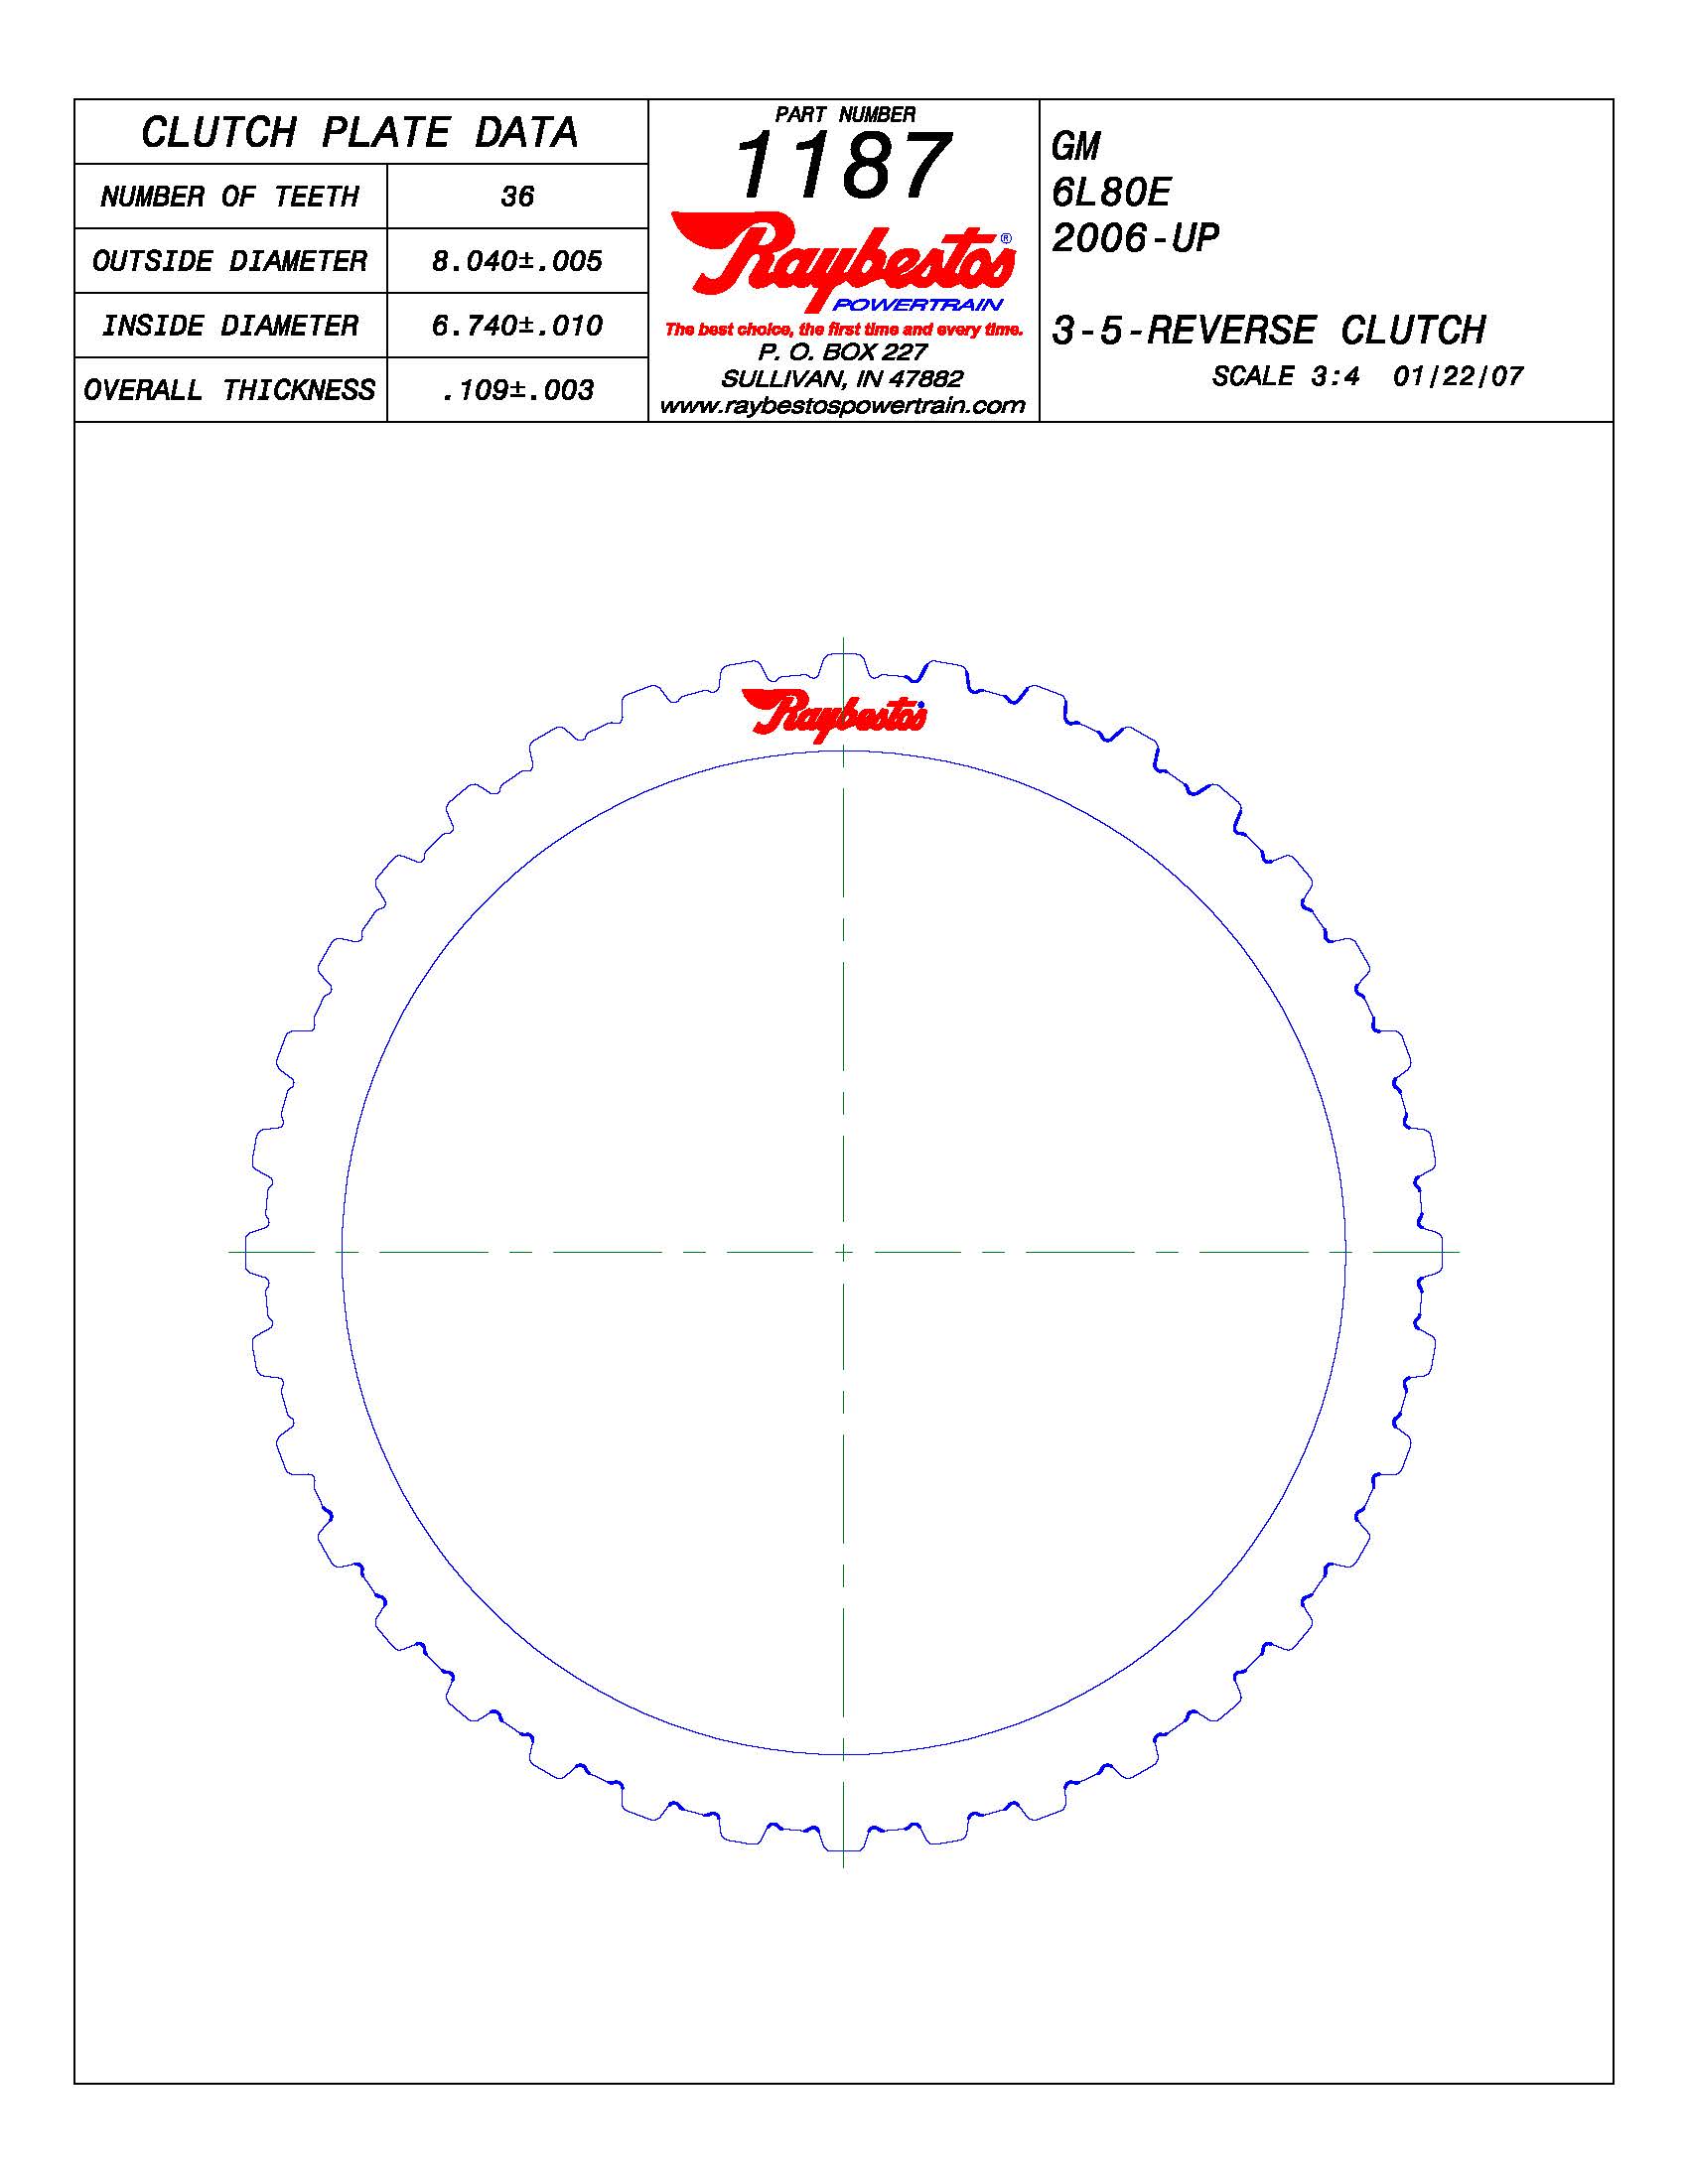 CLUTCH PLATE DATA
NUMBER OF TEETH 36
OUTSIDE DIAMETER 8.040±.005
INSIDE DIAMETER 6.740±.010
OVERALL THICKNESS .109±.003
PART NUMBER
1187
Raybestos®
POWERTRAIN
The best choice, the first time and every time.
P. O. BOX 227
SULLIVAN, IN 47882
www.raybestospowertrain.com
GM
6L80E
2006-UP
3-5-REVERSE CLUTCH
SCALE 3:4 01/22/07
Raybestos